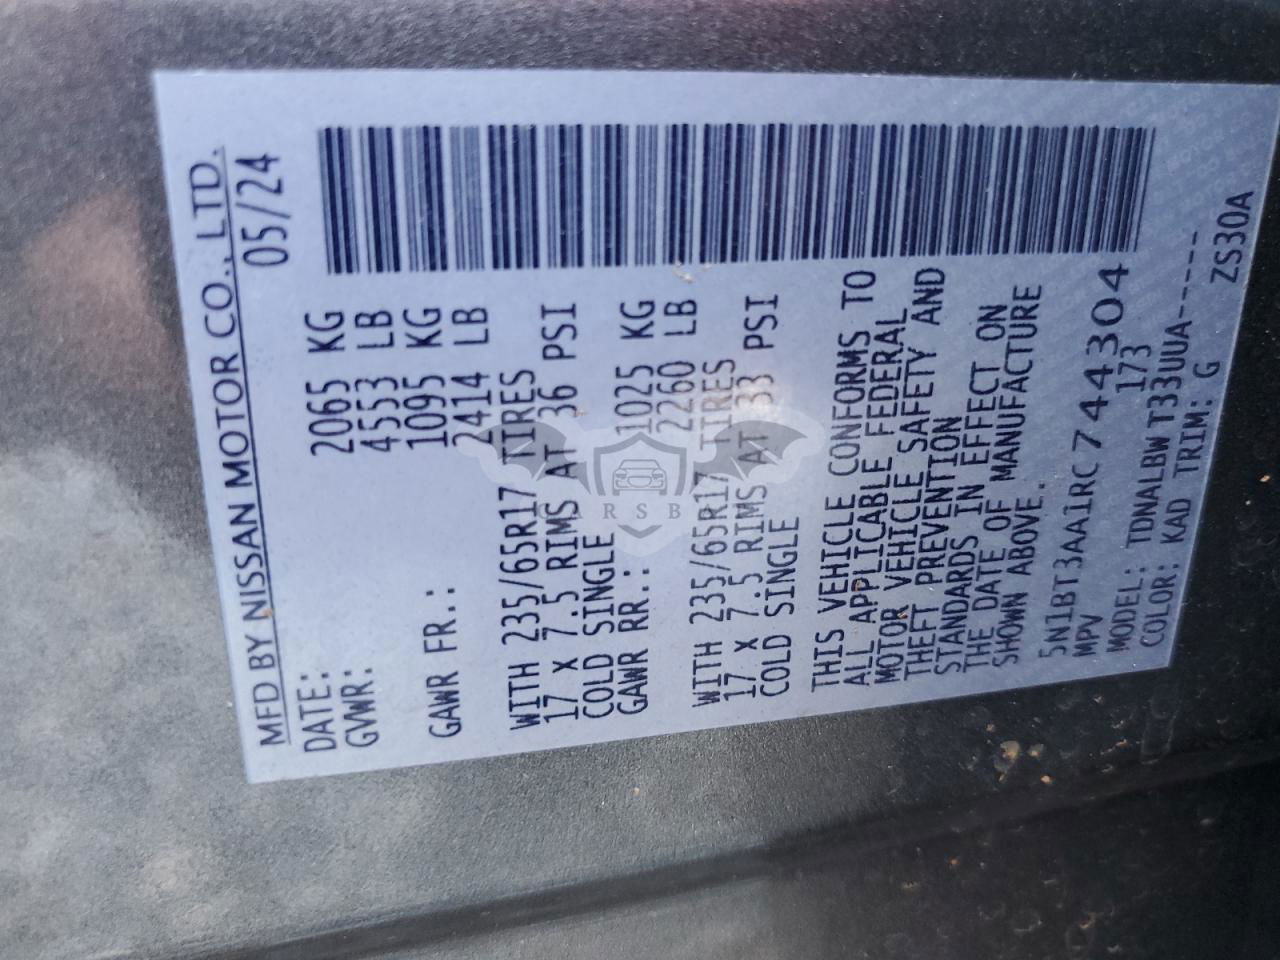 MFD BY NISSAN MOTOR CO., LTD.
DATE: 05/24
GVWR: 2065 KG
4553 LB
GAWR FR.: 1095 KG
2414 LB
WITH 235/65R17 TIRES
17 X 7.5 RIMS AT 36 PSI
COLD SINGLE
GAWR RR.: 1025 KG
2260 LB
WITH 235/65R17 TIRES
17 X 7.5 RIMS AT 33 PSI
COLD SINGLE
THIS VEHICLE CONFORMS TO
ALL APPLICABLE FEDERAL
MOTOR VEHICLE SAFETY AND
THEFT PREVENTION
STANDARDS IN EFFECT ON
THE DATE OF MANUFACTURE
SHOWN ABOVE.
5N1BT3AA1RC744304
MPV 173
MODEL: TDNALBWT33UUA-----
COLOR: KAD TRIM: G ZS30A